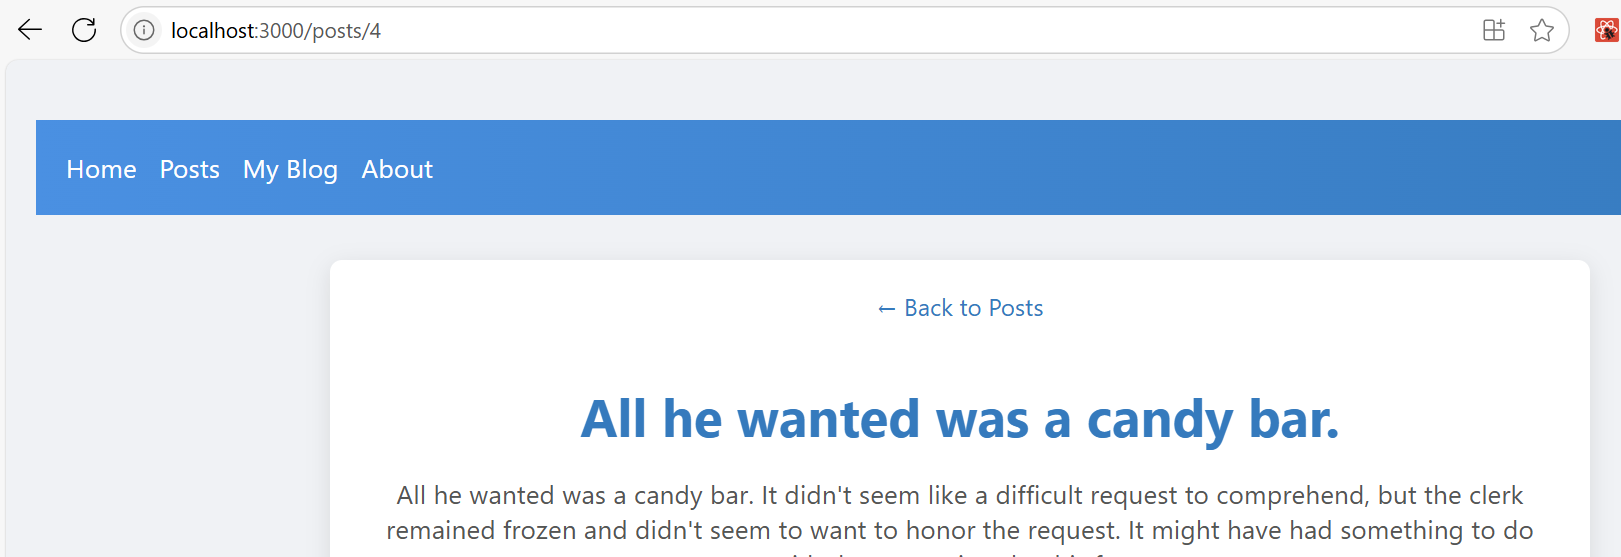 localhost:3000/posts/4
Home Posts My Blog About
← Back to Posts
All he wanted was a candy bar.
All he wanted was a candy bar. It didn't seem like a difficult request to comprehend, but the clerk
remained frozen and didn't seem to want to honor the request. It might have had something to do